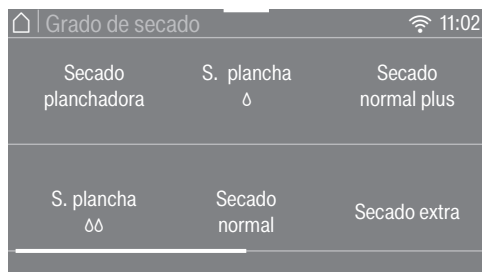 Grado de secado 11:02
Secado
planchadora
S. plancha
Secado
normal plus
S. plancha
Secado
normal
Secado extra